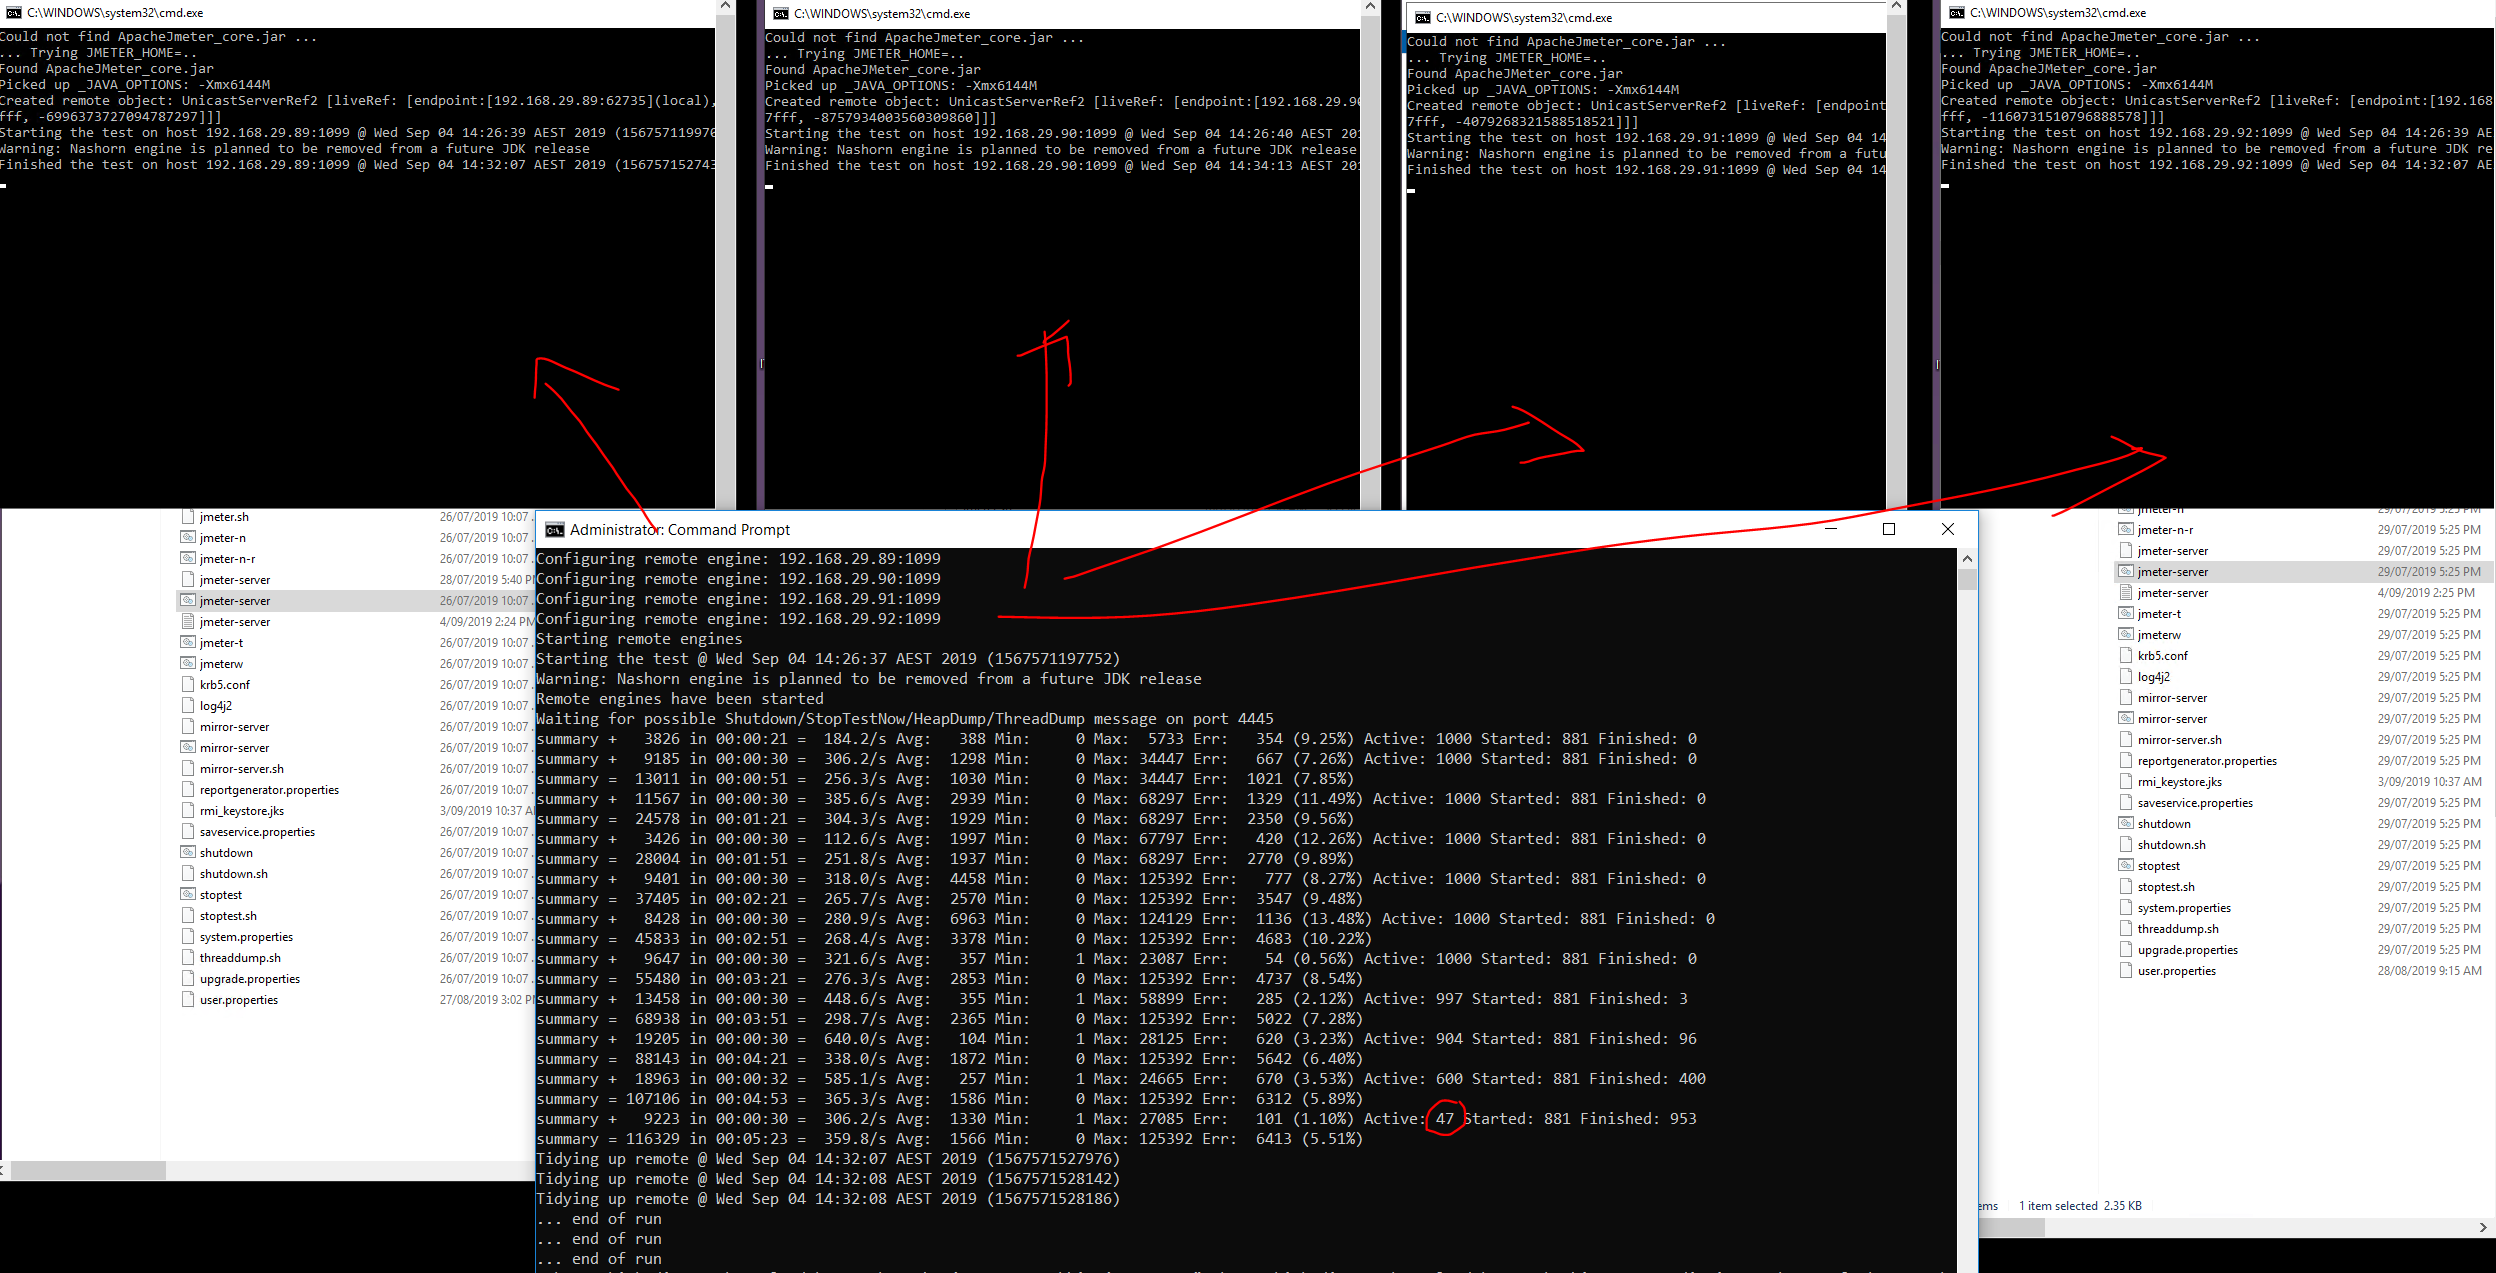 C:\WINDOWS\system32\cmd.exe
Could not find ApacheJmeter_core.jar ...
... Trying JMETER_HOME=..
Found ApacheJMeter_core.jar
Picked up _JAVA_OPTIONS: -Xmx6144M
Created remote object: UnicastServerRef2 [liveRef: [endpoint:[192.168.29.89:62735](local),
fff, -6996373727094787297]]]
Starting the test on host 192.168.29.89:1099 @ Wed Sep 04 14:26:39 AEST 2019 (156757119976
Warning: Nashorn engine is planned to be removed from a future JDK release
Finished the test on host 192.168.29.89:1099 @ Wed Sep 04 14:32:07 AEST 2019 (156757152743
C:\WINDOWS\system32\cmd.exe
Could not find ApacheJmeter_core.jar ...
... Trying JMETER_HOME=..
Found ApacheJMeter_core.jar
Picked up _JAVA_OPTIONS: -Xmx6144M
Created remote object: UnicastServerRef2 [liveRef: [endpoint:[192.168.29.90
7fff, -8757934003560309860]]]
Starting the test on host 192.168.29.90:1099 @ Wed Sep 04 14:26:40 AEST 201
Warning: Nashorn engine is planned to be removed from a future JDK release
Finished the test on host 192.168.29.90:1099 @ Wed Sep 04 14:34:13 AEST 201
C:\WINDOWS\system32\cmd.exe
Could not find ApacheJmeter_core.jar ...
... Trying JMETER_HOME=..
Found ApacheJMeter_core.jar
Picked up _JAVA_OPTIONS: -Xmx6144M
Created remote object: UnicastServerRef2 [liveRef: [endpoint
7fff, -4079268321588518521]]]
Starting the test on host 192.168.29.91:1099 @ Wed Sep 04 14
Warning: Nashorn engine is planned to be removed from a futu
Finished the test on host 192.168.29.91:1099 @ Wed Sep 04 14
C:\WINDOWS\system32\cmd.exe
Could not find ApacheJmeter_core.jar ...
... Trying JMETER_HOME=..
Found ApacheJMeter_core.jar
Picked up _JAVA_OPTIONS: -Xmx6144M
Created remote object: UnicastServerRef2 [liveRef: [endpoint:[192.168
fff, -1160731510796888578]]]
Starting the test on host 192.168.29.92:1099 @ Wed Sep 04 14:26:39 AE
Warning: Nashorn engine is planned to be removed from a future JDK re
Finished the test on host 192.168.29.92:1099 @ Wed Sep 04 14:32:07 AE
jmeter.sh 26/07/2019 10:07
jmeter-n 26/07/2019 10:07
jmeter-n-r 26/07/2019 10:07
jmeter-server 28/07/2019 5:40 P
jmeter-server 26/07/2019 10:07
jmeter-server 4/09/2019 2:24 PM
jmeter-t 26/07/2019 10:07
jmeterw 26/07/2019 10:07
krb5.conf 26/07/2019 10:07
log4j2 26/07/2019 10:07
mirror-server 26/07/2019 10:07
mirror-server 26/07/2019 10:07
mirror-server.sh 26/07/2019 10:07
reportgenerator.properties 26/07/2019 10:07
rmi_keystore.jks 3/09/2019 10:37 A
saveservice.properties 26/07/2019 10:07
shutdown 26/07/2019 10:07
shutdown.sh 26/07/2019 10:07
stoptest 26/07/2019 10:07
stoptest.sh 26/07/2019 10:07
system.properties 26/07/2019 10:07
threaddump.sh 26/07/2019 10:07
upgrade.properties 26/07/2019 10:07
user.properties 27/08/2019 3:02 P
Administrator: Command Prompt
Configuring remote engine: 192.168.29.89:1099
Configuring remote engine: 192.168.29.90:1099
Configuring remote engine: 192.168.29.91:1099
Configuring remote engine: 192.168.29.92:1099
Starting remote engines
Starting the test @ Wed Sep 04 14:26:37 AEST 2019 (1567571197752)
Warning: Nashorn engine is planned to be removed from a future JDK release
Remote engines have been started
Waiting for possible Shutdown/StopTestNow/HeapDump/ThreadDump message on port 4445
summary +   3826 in 00:00:21 =  184.2/s Avg:   388 Min:     0 Max:  5733 Err:   354 (9.25%) Active: 1000 Started: 881 Finished: 0
summary +   9185 in 00:00:30 =  306.2/s Avg:  1298 Min:     0 Max: 34447 Err:   667 (7.26%) Active: 1000 Started: 881 Finished: 0
summary =  13011 in 00:00:51 =  256.3/s Avg:  1030 Min:     0 Max: 34447 Err:  1021 (7.85%)
summary +  11567 in 00:00:30 =  385.6/s Avg:  2939 Min:     0 Max: 68297 Err:  1329 (11.49%) Active: 1000 Started: 881 Finished: 0
summary =  24578 in 00:01:21 =  304.3/s Avg:  1929 Min:     0 Max: 68297 Err:  2350 (9.56%)
summary +   3426 in 00:00:30 =  112.6/s Avg:  1997 Min:     0 Max: 67797 Err:   420 (12.26%) Active: 1000 Started: 881 Finished: 0
summary =  28004 in 00:01:51 =  251.8/s Avg:  1937 Min:     0 Max: 68297 Err:  2770 (9.89%)
summary +   9401 in 00:00:30 =  318.0/s Avg:  4458 Min:     0 Max: 125392 Err:   777 (8.27%) Active: 1000 Started: 881 Finished: 0
summary =  37405 in 00:02:21 =  265.7/s Avg:  2570 Min:     0 Max: 125392 Err:  3547 (9.48%)
summary +   8428 in 00:00:30 =  280.9/s Avg:  6963 Min:     0 Max: 124129 Err:  1136 (13.48%) Active: 1000 Started: 881 Finished: 0
summary =  45833 in 00:02:51 =  268.4/s Avg:  3378 Min:     0 Max: 125392 Err:  4683 (10.22%)
summary +   9647 in 00:00:30 =  321.6/s Avg:   357 Min:     1 Max: 23087 Err:    54 (0.56%) Active: 1000 Started: 881 Finished: 0
summary =  55480 in 00:03:21 =  276.3/s Avg:  2853 Min:     0 Max: 125392 Err:  4737 (8.54%)
summary +  13458 in 00:00:30 =  448.6/s Avg:   355 Min:     1 Max: 58899 Err:   285 (2.12%) Active: 997 Started: 881 Finished: 3
summary =  68938 in 00:03:51 =  298.7/s Avg:  2365 Min:     0 Max: 125392 Err:  5022 (7.28%)
summary +  19205 in 00:00:30 =  640.0/s Avg:   104 Min:     1 Max: 28125 Err:   620 (3.23%) Active: 904 Started: 881 Finished: 96
summary =  88143 in 00:04:21 =  338.0/s Avg:  1872 Min:     0 Max: 125392 Err:  5642 (6.40%)
summary +  18963 in 00:00:32 =  585.1/s Avg:   257 Min:     1 Max: 24665 Err:   670 (3.53%) Active: 600 Started: 881 Finished: 400
summary = 107106 in 00:04:53 =  365.3/s Avg:  1586 Min:     0 Max: 125392 Err:  6312 (5.89%)
summary +   9223 in 00:00:30 =  306.2/s Avg:  1330 Min:     1 Max: 27085 Err:   101 (1.10%) Active: 47 Started: 881 Finished: 953
summary = 116329 in 00:05:23 =  359.8/s Avg:  1566 Min:     0 Max: 125392 Err:  6413 (5.51%)
Tidying up remote @ Wed Sep 04 14:32:07 AEST 2019 (1567571527976)
Tidying up remote @ Wed Sep 04 14:32:08 AEST 2019 (1567571528142)
Tidying up remote @ Wed Sep 04 14:32:08 AEST 2019 (1567571528186)
... end of run
... end of run
... end of run
jmeter-n 29/07/2019 5:25 PM
jmeter-n-r 29/07/2019 5:25 PM
jmeter-server 29/07/2019 5:25 PM
jmeter-server 29/07/2019 5:25 PM
jmeter-server 4/09/2019 2:25 PM
jmeter-t 29/07/2019 5:25 PM
jmeterw 29/07/2019 5:25 PM
krb5.conf 29/07/2019 5:25 PM
log4j2 29/07/2019 5:25 PM
mirror-server 29/07/2019 5:25 PM
mirror-server 29/07/2019 5:25 PM
mirror-server.sh 29/07/2019 5:25 PM
reportgenerator.properties 29/07/2019 5:25 PM
rmi_keystore.jks 3/09/2019 10:37 AM
saveservice.properties 29/07/2019 5:25 PM
shutdown 29/07/2019 5:25 PM
shutdown.sh 29/07/2019 5:25 PM
stoptest 29/07/2019 5:25 PM
stoptest.sh 29/07/2019 5:25 PM
system.properties 29/07/2019 5:25 PM
threaddump.sh 29/07/2019 5:25 PM
upgrade.properties 29/07/2019 5:25 PM
user.properties 28/08/2019 9:15 AM
ems 1 item selected 2.35 KB